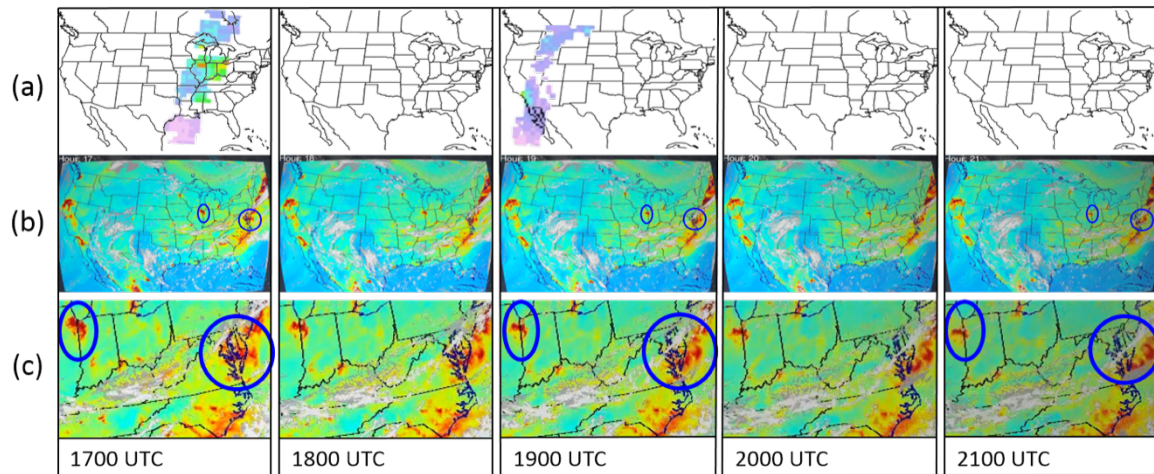 (a)
Hour: 17
Hour: 18
Hour: 19
Hour: 20
Hour: 21
(b)
(c)
1700 UTC
1800 UTC
1900 UTC
2000 UTC
2100 UTC